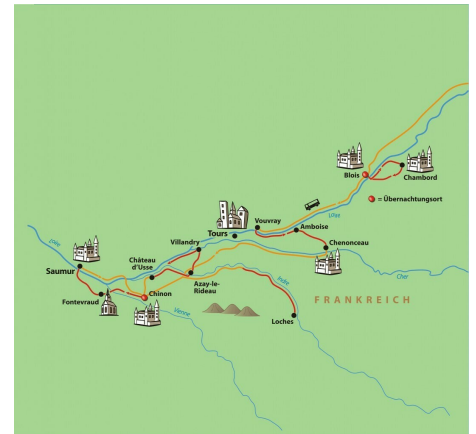 Blois
Chambord
= Übernachtungsort
Loire
Vouvray
Amboise
Tours
Villandry
Chenonceau
Loire
Château
d'Usse
Cher
Saumur
Azay-le-
Rideau
Indre
Chinon
FRANKREICH
Fontevraud
Vienne
Loches